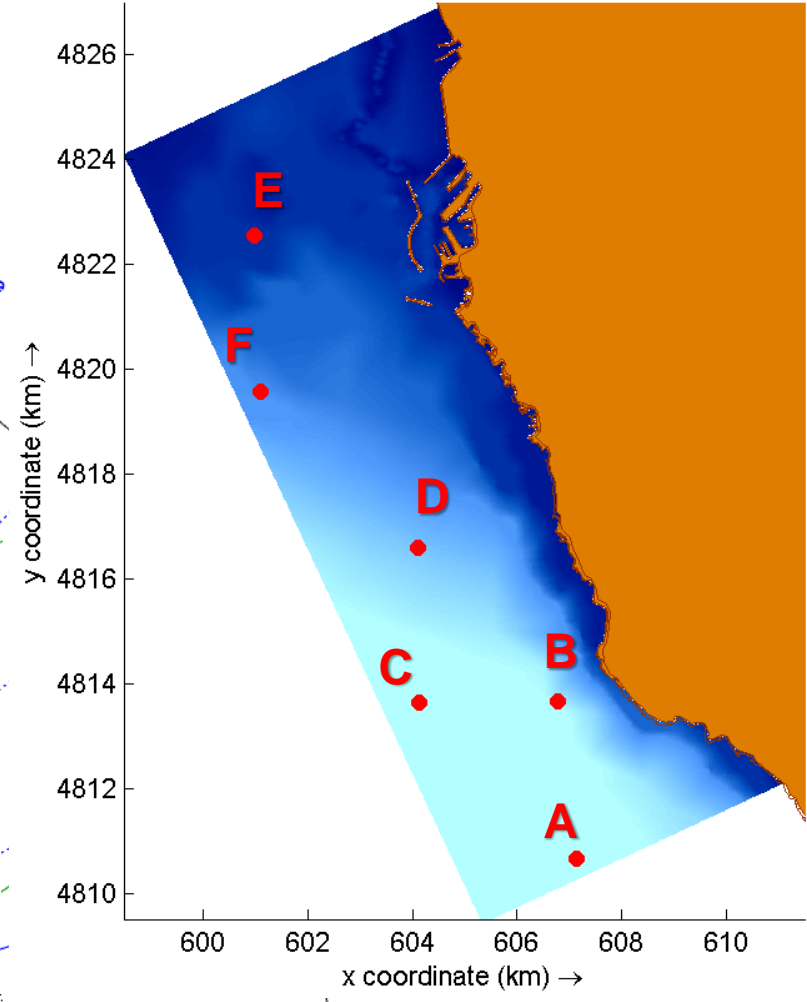 4826
4824
E
4822
F
4820
4818
D
4816
B
C
4814
4812
A
4810
600 602 604 606 608 610
x coordinate (km) →
y coordinate (km) →